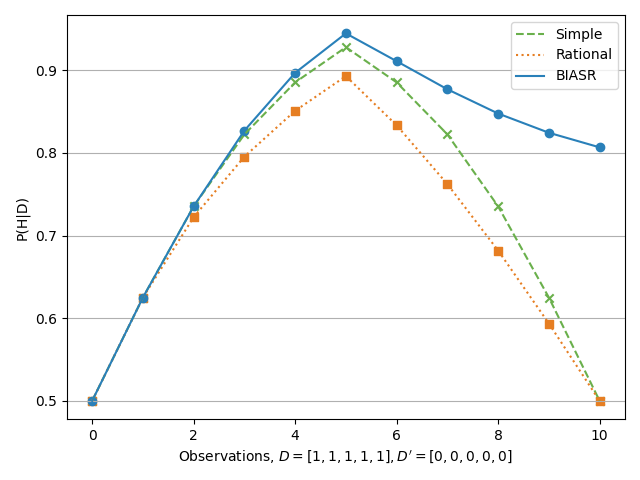 Simple
Rational
BIASR
0.9
0.8
0.7
0.6
0.5
P(H|D)
0 2 4 6 8 10
Observations, D = [1, 1, 1, 1, 1], D′ = [0, 0, 0, 0, 0]